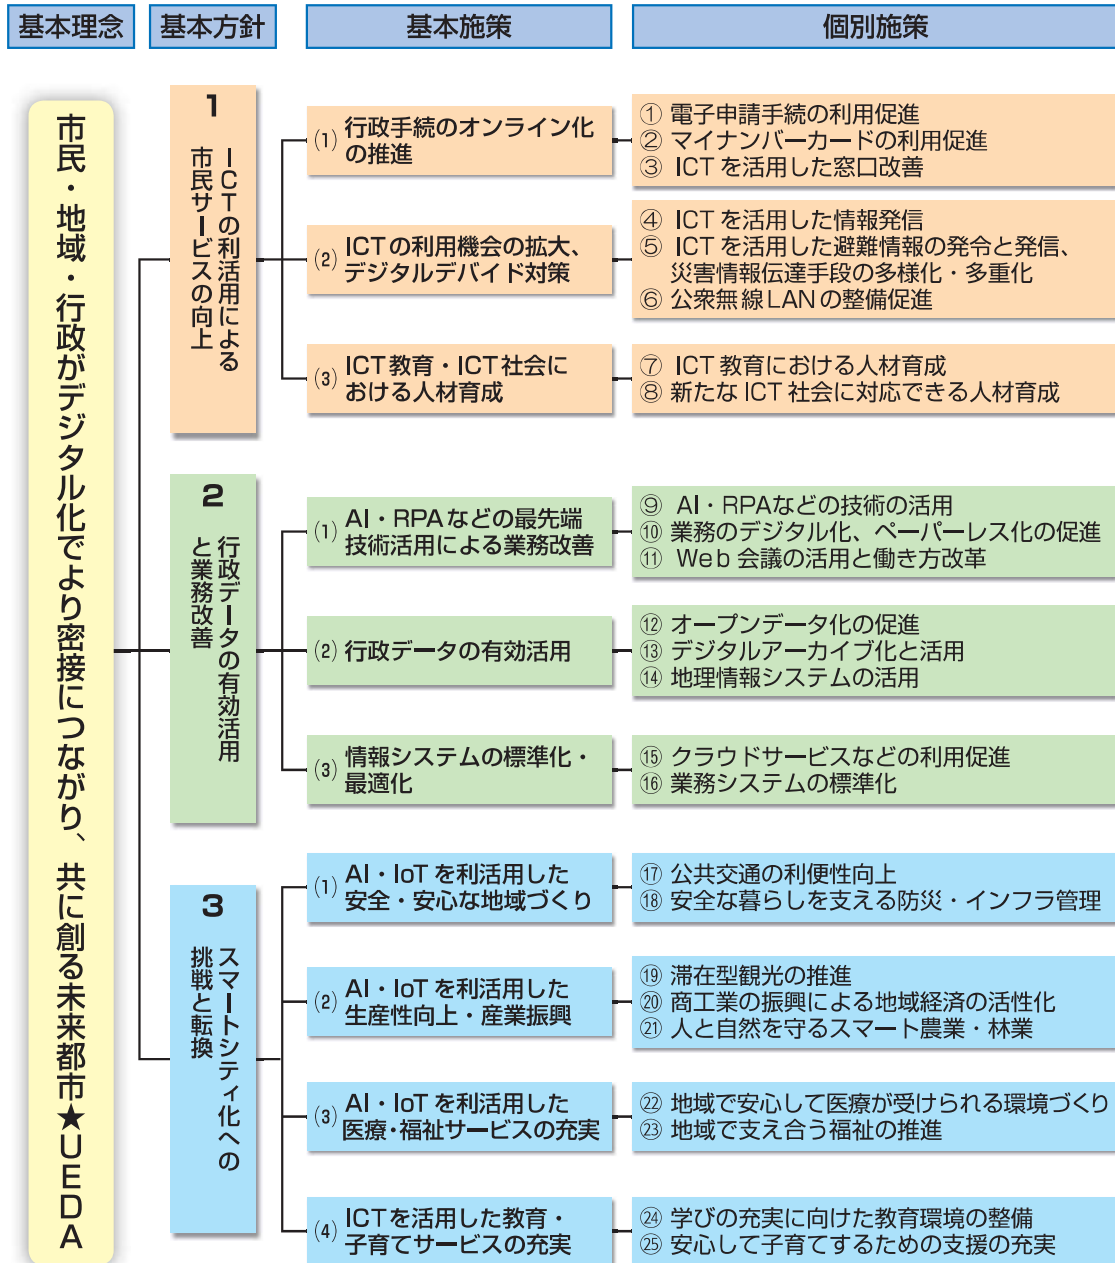 基本理念
基本方針
基本施策
個別施策
市民・地域・行政がデジタル化でより密接につながり、共に創る未来都市★UEDA
1
ICTの利活用による
市民サービスの向上
(1) 行政手続のオンライン化
の推進
① 電子申請手続の利用促進
② マイナンバーカードの利用促進
③ ICTを活用した窓口改善
(2) ICTの利用機会の拡大、
デジタルデバイド対策
④ ICTを活用した情報発信
⑤ ICTを活用した避難情報の発令と発信、
災害情報伝達手段の多様化・多重化
⑥ 公衆無線LANの整備促進
(3) ICT教育・ICT社会に
おける人材育成
⑦ ICT教育における人材育成
⑧ 新たなICT社会に対応できる人材育成
2
行政データの有効活用
と業務改善
(1) AI・RPAなどの最先端
技術活用による業務改善
⑨ AI・RPAなどの技術の活用
⑩ 業務のデジタル化、ペーパーレス化の促進
⑪ Web会議の活用と働き方改革
(2) 行政データの有効活用
⑫ オープンデータ化の促進
⑬ デジタルアーカイブ化と活用
⑭ 地理情報システムの活用
(3) 情報システムの標準化・
最適化
⑮ クラウドサービスなどの利用促進
⑯ 業務システムの標準化
3
スマートシティ化への
挑戦と転換
(1) AI・IoTを利活用した
安全・安心な地域づくり
⑰ 公共交通の利便性向上
⑱ 安全な暮らしを支える防災・インフラ管理
(2) AI・IoTを利活用した
生産性向上・産業振興
⑲ 滞在型観光の推進
⑳ 商工業の振興による地域経済の活性化
㉑ 人と自然を守るスマート農業・林業
(3) AI・IoTを利活用した
医療・福祉サービスの充実
㉒ 地域で安心して医療が受けられる環境づくり
㉓ 地域で支え合う福祉の推進
(4) ICTを活用した教育・
子育てサービスの充実
㉔ 学びの充実に向けた教育環境の整備
㉕ 安心して子育てするための支援の充実